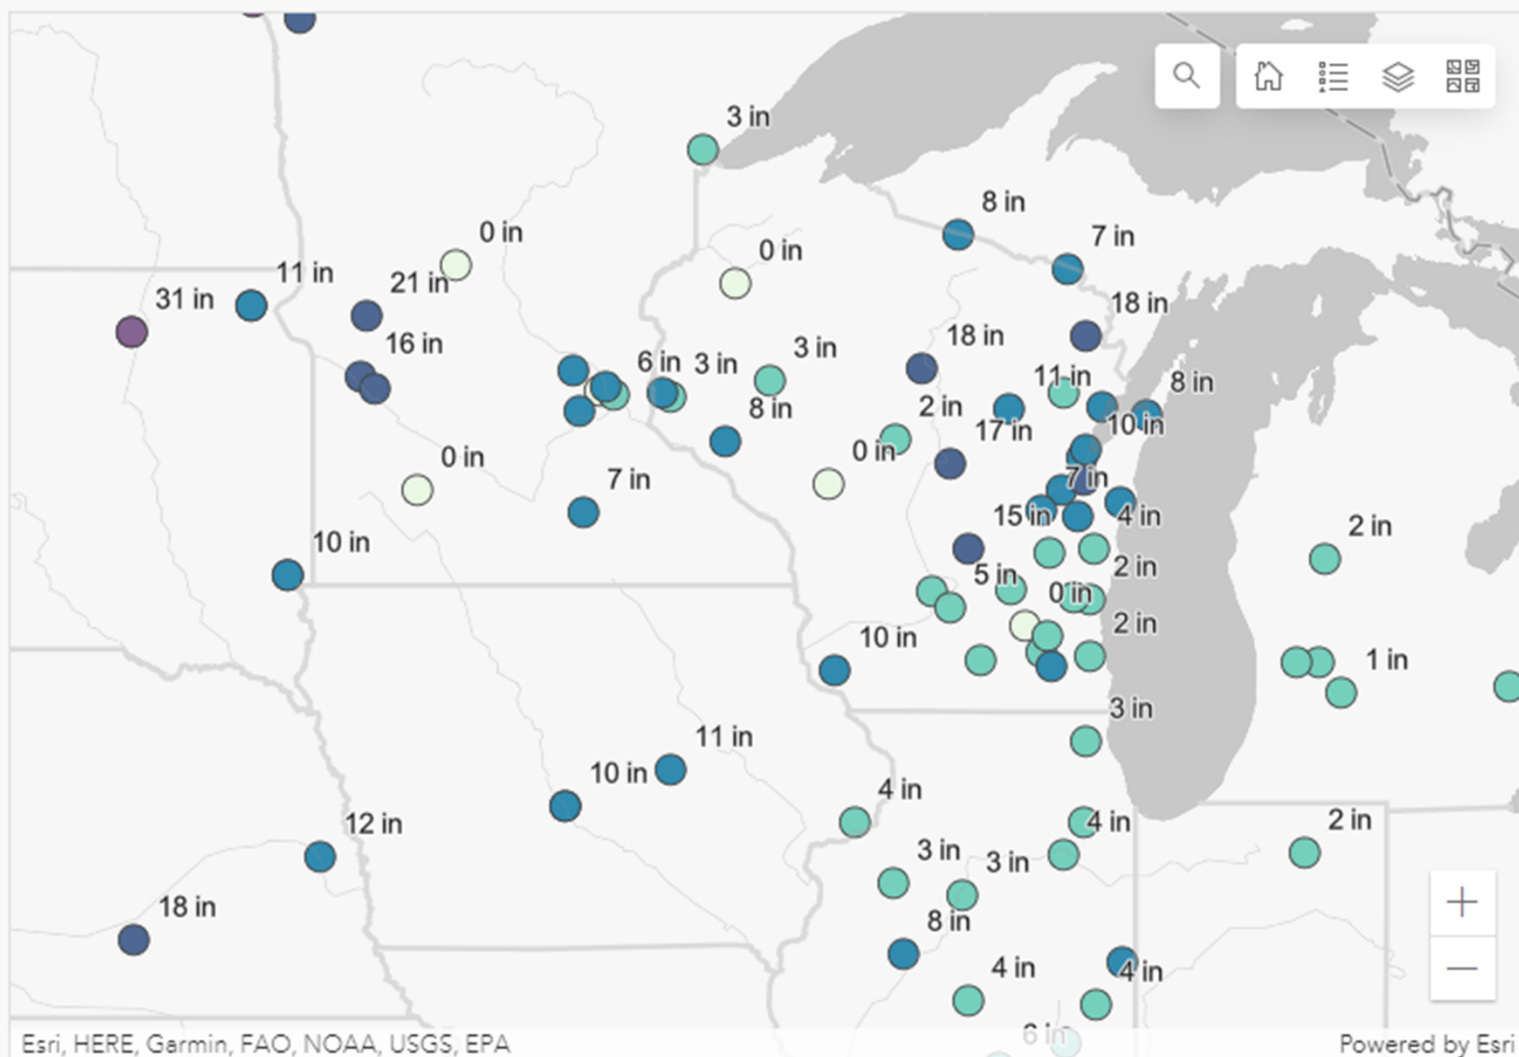 3 in
8 in
7 in
0 in
0 in
11 in
21 in
31 in
18 in
16 in
18 in
3 in
6 in
3 in
11 in
8 in
8 in
2 in
10 in
17 in
0 in
0 in
7 in
7 in
15 in
4 in
2 in
10 in
2 in
5 in
0 in
2 in
10 in
1 in
3 in
11 in
10 in
4 in
12 in
4 in
2 in
3 in
3 in
18 in
8 in
4 in
4 in
6 in
Esri, HERE, Garmin, FAO, NOAA, USGS, EPA
Powered by Esri